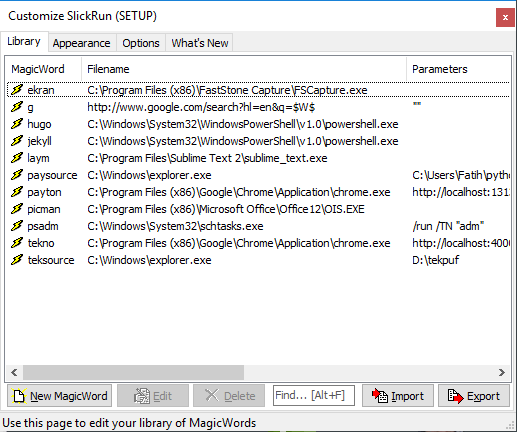 Customize SlickRun (SETUP)
Library Appearance Options What's New
MagicWord Filename Parameters
ekran C:\Program Files (x86)\FastStone Capture\FSCapture.exe
g http://www.google.com/search?hl=en&q=$W$ ""
hugo C:\Windows\System32\WindowsPowerShell\v1.0\powershell.exe
jekyll C:\Windows\System32\WindowsPowerShell\v1.0\powershell.exe
laym C:\Program Files\Sublime Text 2\sublime_text.exe
paysource C:\Windows\explorer.exe C:\Users\Fatih\pytho
payton C:\Program Files (x86)\Google\Chrome\Application\chrome.exe http://localhost:1313
picman C:\Program Files (x86)\Microsoft Office\Office12\OIS.EXE
psadm C:\Windows\System32\schtasks.exe /run /TN "adm"
tekno C:\Program Files (x86)\Google\Chrome\Application\chrome.exe http://localhost:4000
teksource C:\Windows\explorer.exe D:\tekpuf
New MagicWord Edit Delete Find... [Alt+F] Import Export
Use this page to edit your library of MagicWords